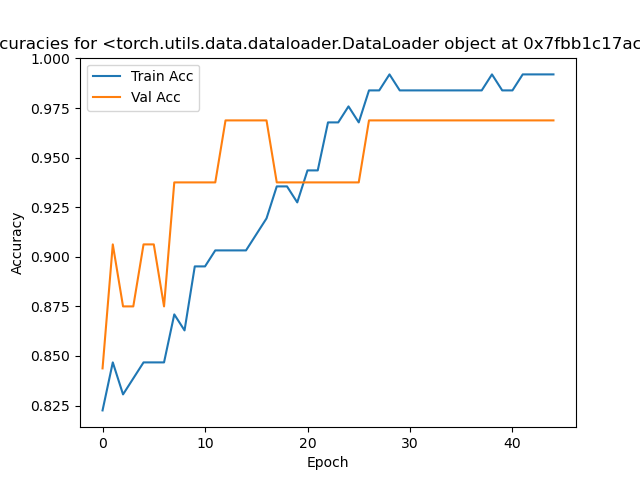 curacies for <torch.utils.data.dataloader.DataLoader object at 0x7fbb1c17ac
1.000
0.975
0.950
0.925
0.900
0.875
0.850
0.825
Accuracy
Train Acc
Val Acc
0 10 20 30 40
Epoch